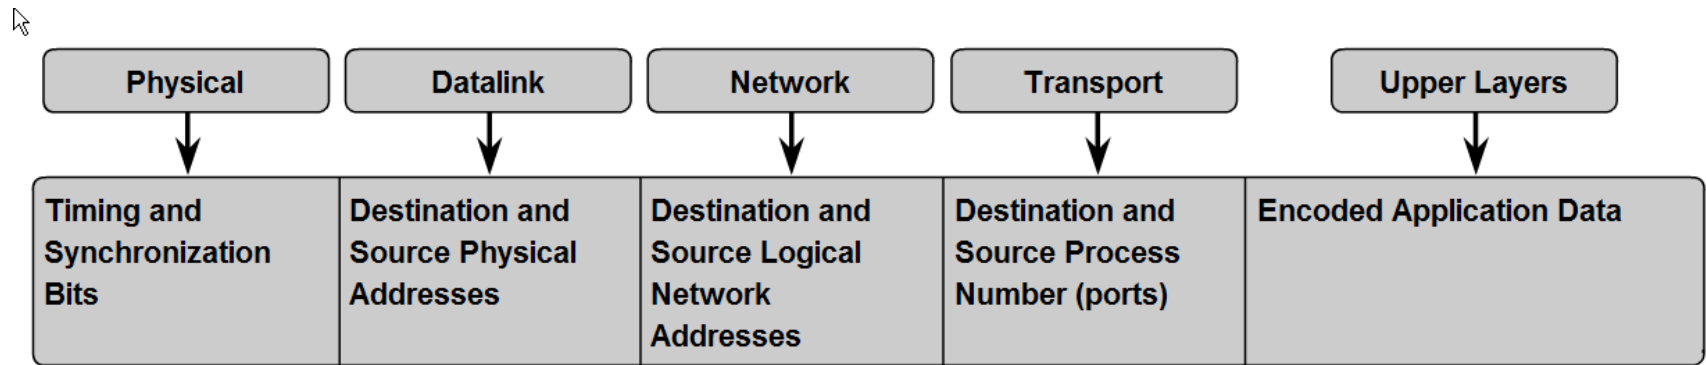 Physical
Datalink
Network
Transport
Upper Layers
Timing and
Synchronization
Bits
Destination and
Source Physical
Addresses
Destination and
Source Logical
Network
Addresses
Destination and
Source Process
Number (ports)
Encoded Application Data